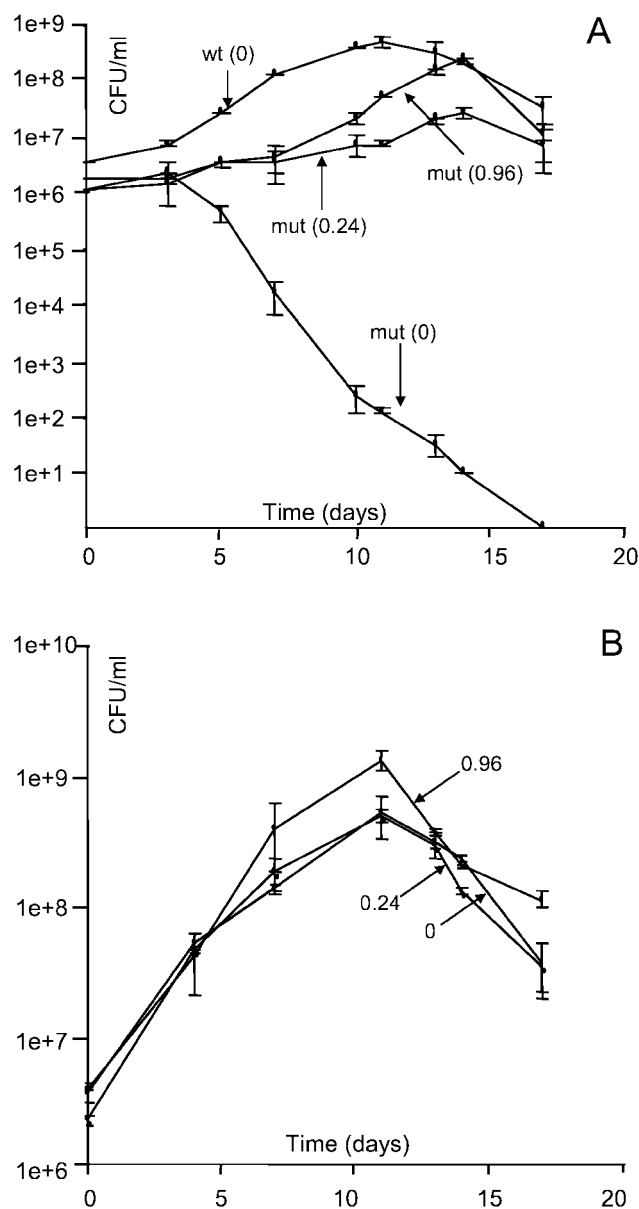 A
1e+9
1e+8
1e+7
1e+6
1e+5
1e+4
1e+3
1e+2
1e+1
CFU/ml
wt (0)
mut (0.96)
mut (0.24)
mut (0)
Time (days)
0 5 10 15 20
B
1e+10
1e+9
1e+8
1e+7
1e+6
CFU/ml
0.96
0.24
0
Time (days)
0 5 10 15 20